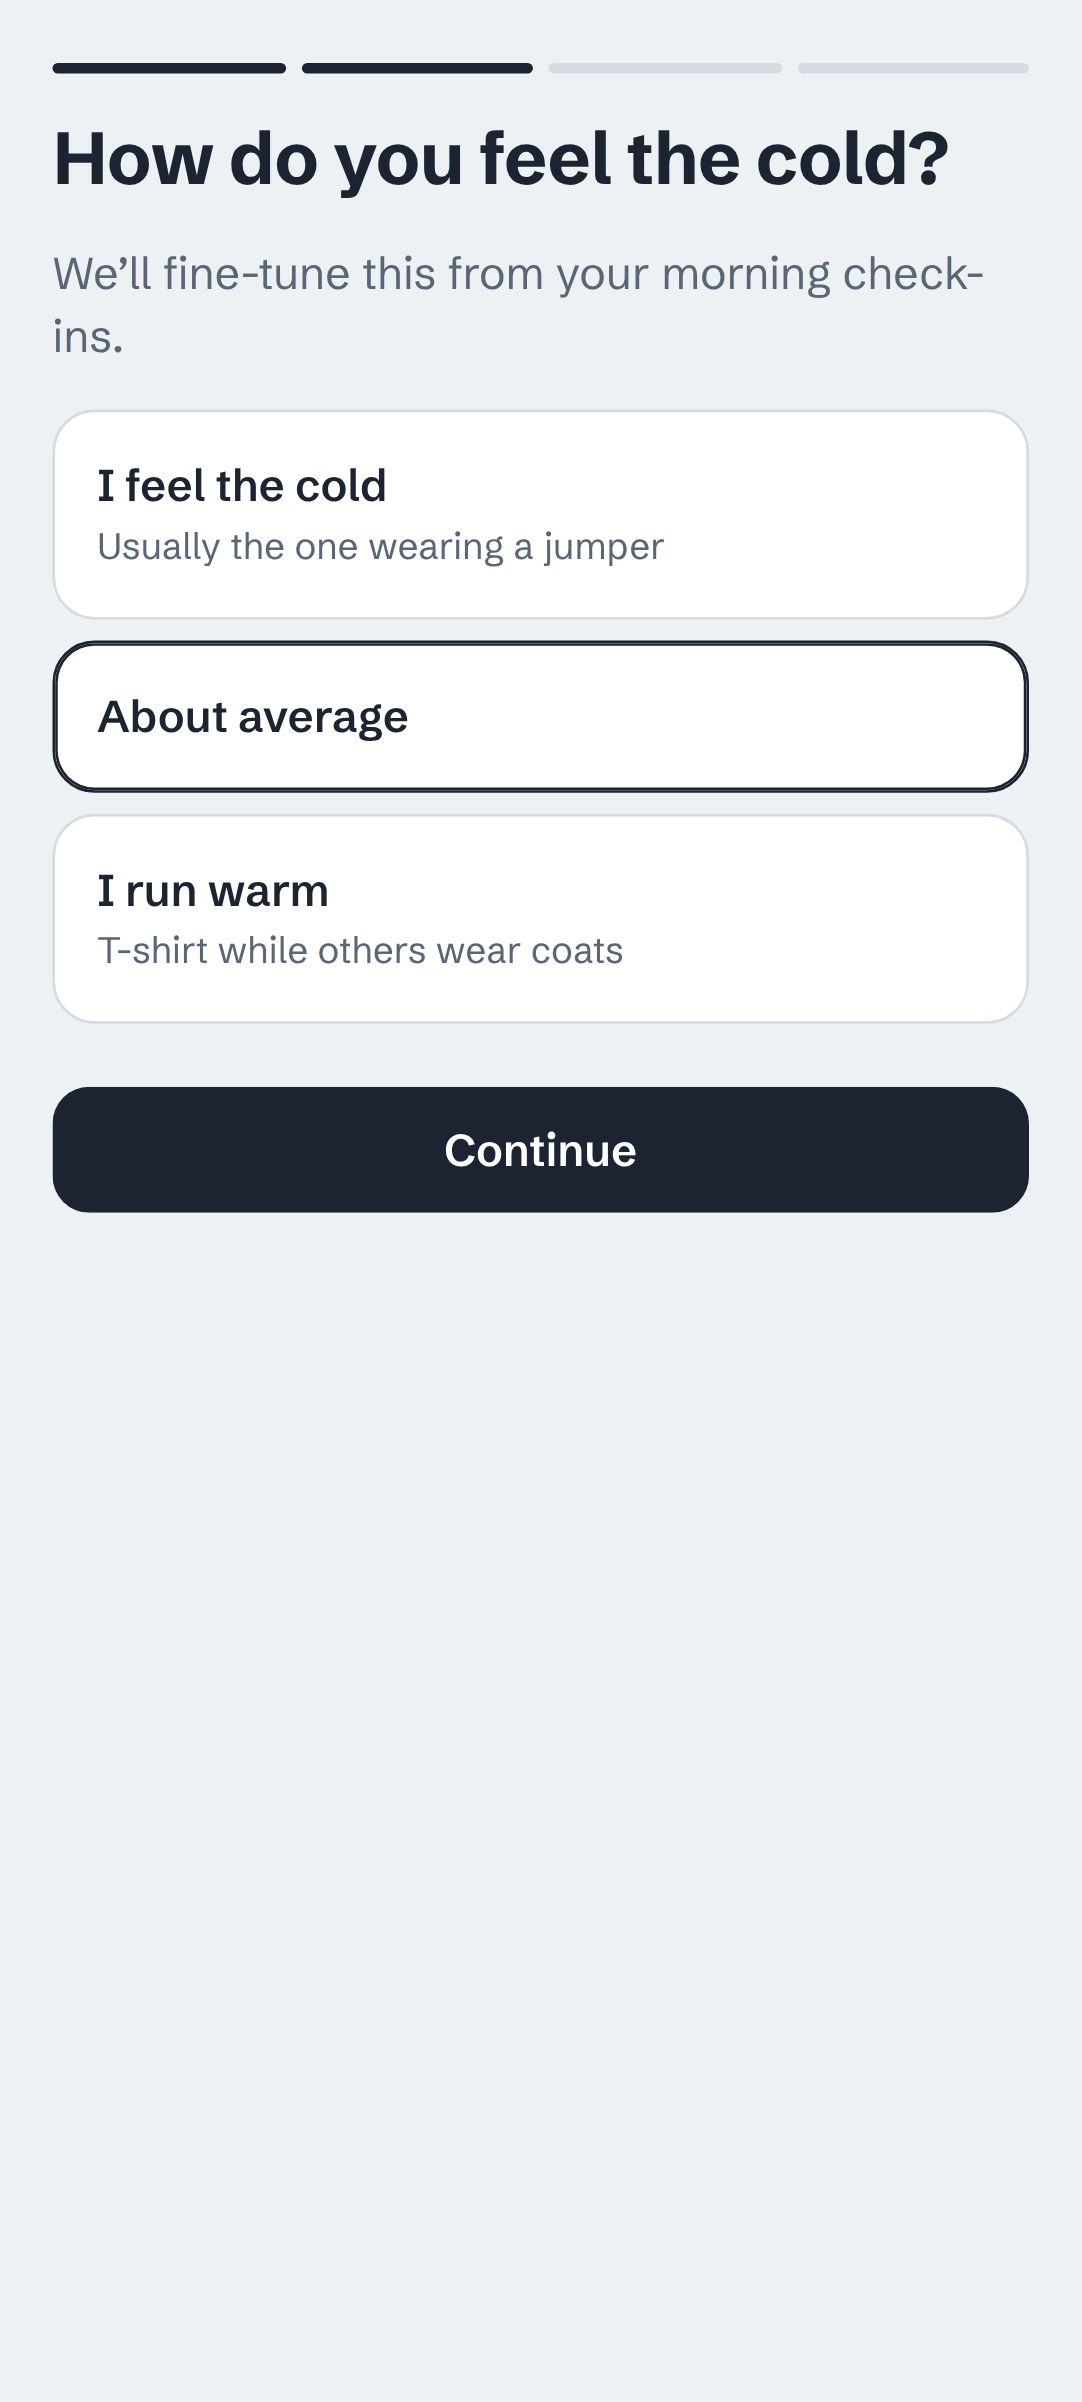 How do you feel the cold?
We’ll fine-tune this from your morning check-
ins.
I feel the cold
Usually the one wearing a jumper
About average
I run warm
T-shirt while others wear coats
Continue